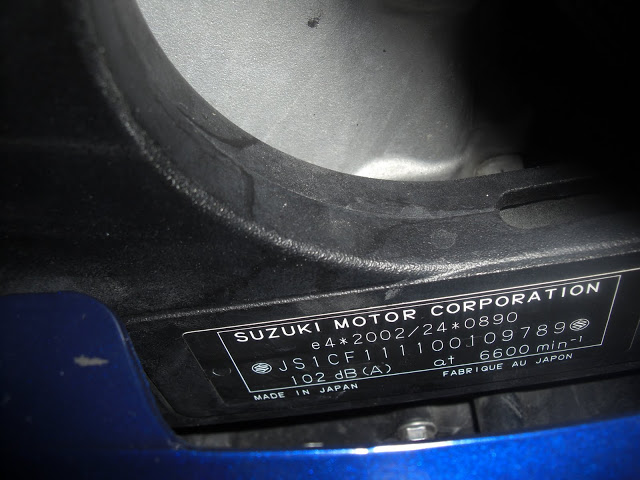 SUZUKI MOTOR CORPORATION
e4*2002/24*0890
JS1CF111100109789
102 dB(A) at 6600 min-1
MADE IN JAPAN FABRIQUE AU JAPON